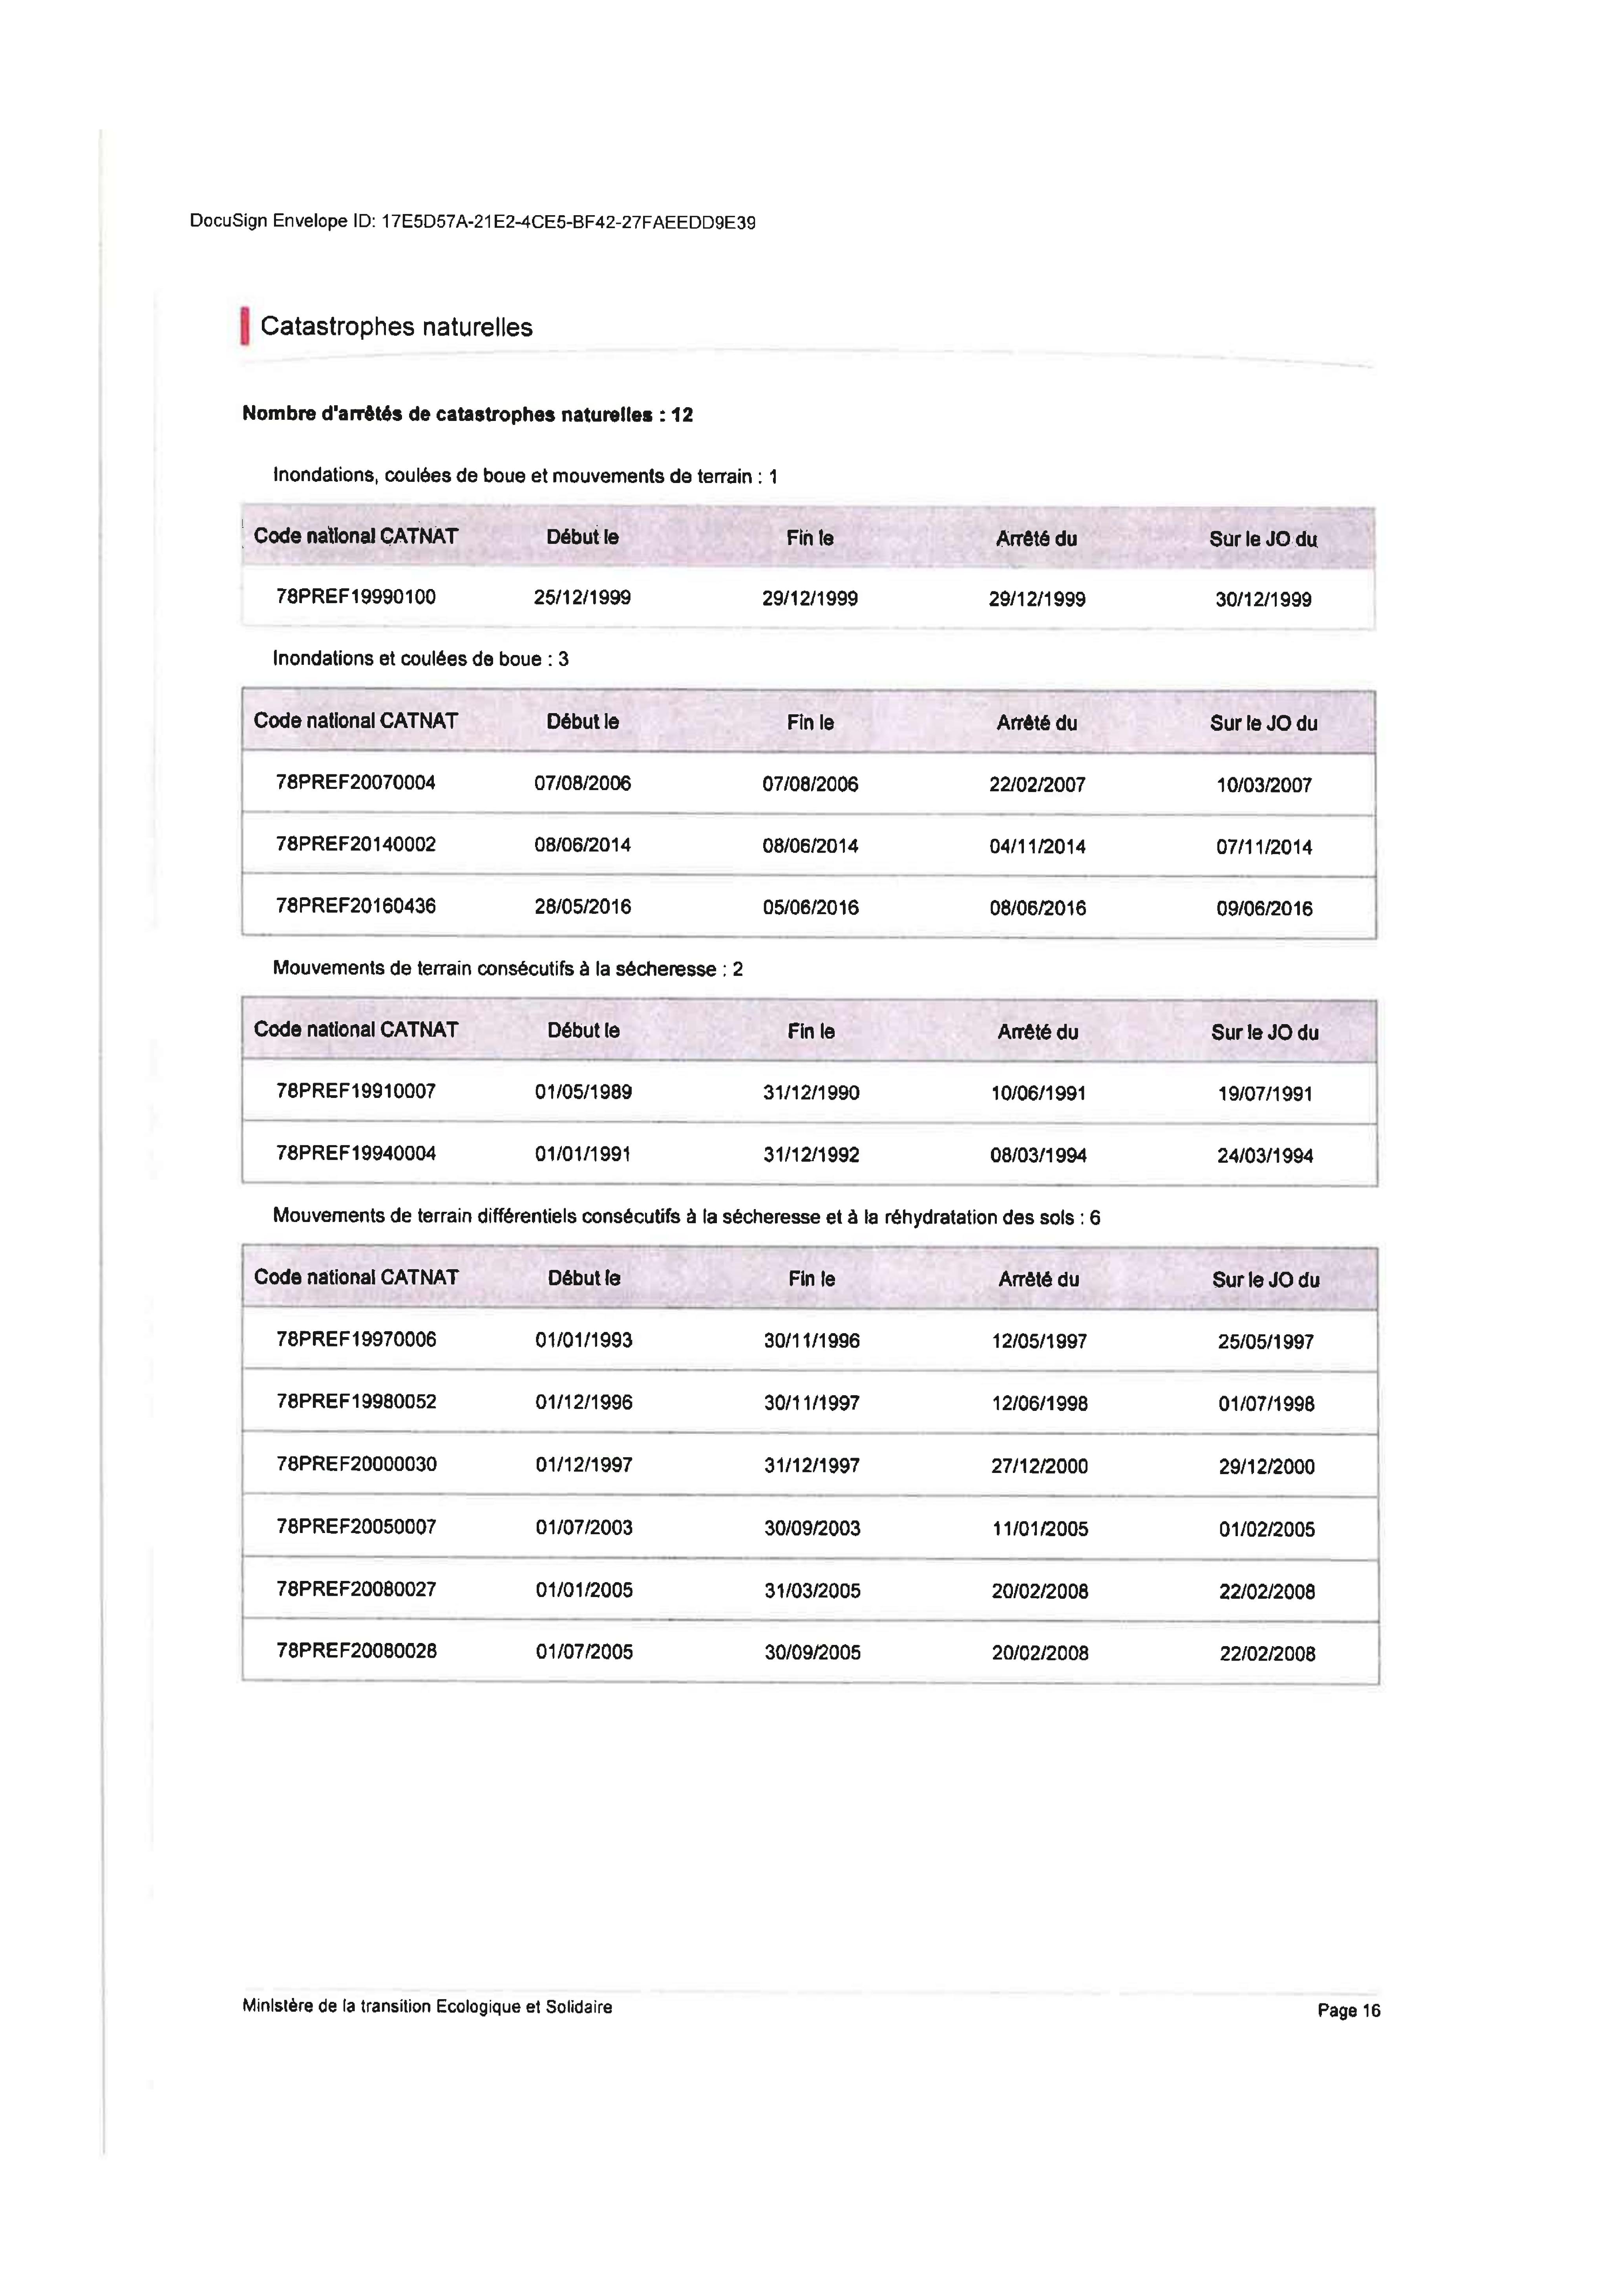 DocuSign Envelope ID: 17E5D57A-21E2-4CE5-BF42-27FAEEDD9E39
Catastrophes naturelles
Nombre d'arrêtés de catastrophes naturelles : 12
Inondations, coulées de boue et mouvements de terrain : 1
Code national CATNAT Début le Fin le Arrêté du Sur le JO du
78PREF19990100 25/12/1999 29/12/1999 29/12/1999 30/12/1999
Inondations et coulées de boue : 3
Code national CATNAT Début le Fin le Arrêté du Sur le JO du
78PREF20070004 07/08/2006 07/08/2006 22/02/2007 10/03/2007
78PREF20140002 08/06/2014 08/06/2014 04/11/2014 07/11/2014
78PREF20160436 28/05/2016 05/06/2016 08/06/2016 09/06/2016
Mouvements de terrain consécutifs à la sécheresse : 2
Code national CATNAT Début le Fin le Arrêté du Sur le JO du
78PREF19910007 01/05/1989 31/12/1990 10/06/1991 19/07/1991
78PREF19940004 01/01/1991 31/12/1992 08/03/1994 24/03/1994
Mouvements de terrain différentiels consécutifs à la sécheresse et à la réhydratation des sols : 6
Code national CATNAT Début le Fin le Arrêté du Sur le JO du
78PREF19970006 01/01/1993 30/11/1996 12/05/1997 25/05/1997
78PREF19980052 01/12/1996 30/11/1997 12/06/1998 01/07/1998
78PREF20000030 01/12/1997 31/12/1997 27/12/2000 29/12/2000
78PREF20050007 01/07/2003 30/09/2003 11/01/2005 01/02/2005
78PREF20080027 01/01/2005 31/03/2005 20/02/2008 22/02/2008
78PREF20080028 01/07/2005 30/09/2005 20/02/2008 22/02/2008
Ministère de la transition Ecologique et Solidaire Page 16